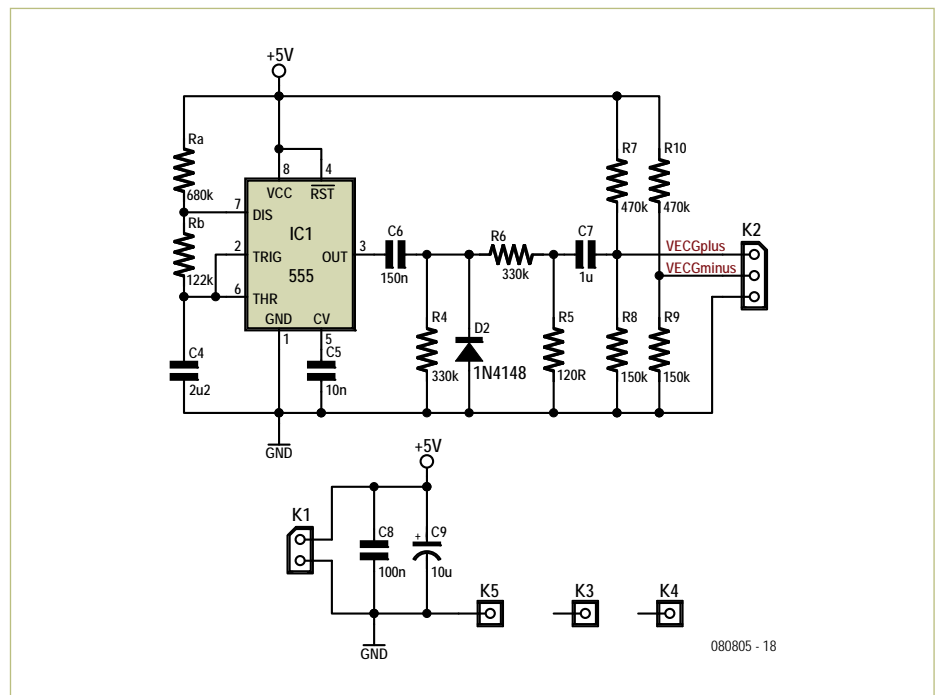 +5V
Ra
680k
Rb
122k
C4
2u2
8
4
VCC
RST
7
DIS
2
TRIG
6
THR
IC1
555
OUT
3
GND
CV
1
5
C5
10n
C6
150n
R4
330k
D2
1N4148
R6
330k
R5
120R
C7
1u
R7
470k
R10
470k
R8
150k
R9
150k
VECGplus
VECGminus
K2
GND
+5V
K1
C8
100n
+
C9
10u
K5
K3
K4
GND
080805 - 18